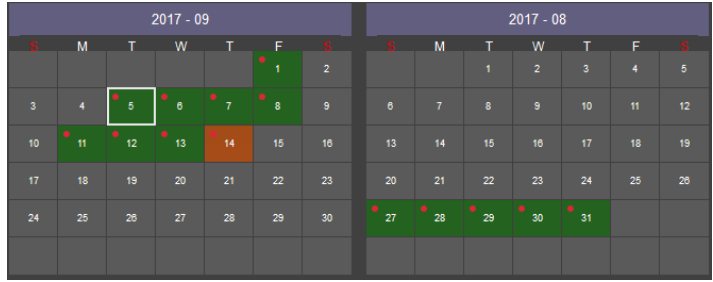 2017 - 09
S M T W T F S
1 2
3 4 5 6 7 8 9
10 11 12 13 14 15 16
17 18 19 20 21 22 23
24 25 26 27 28 29 30
2017 - 08
S M T W T F S
1 2 3 4 5
6 7 8 9 10 11 12
13 14 15 16 17 18 19
20 21 22 23 24 25 26
27 28 29 30 31